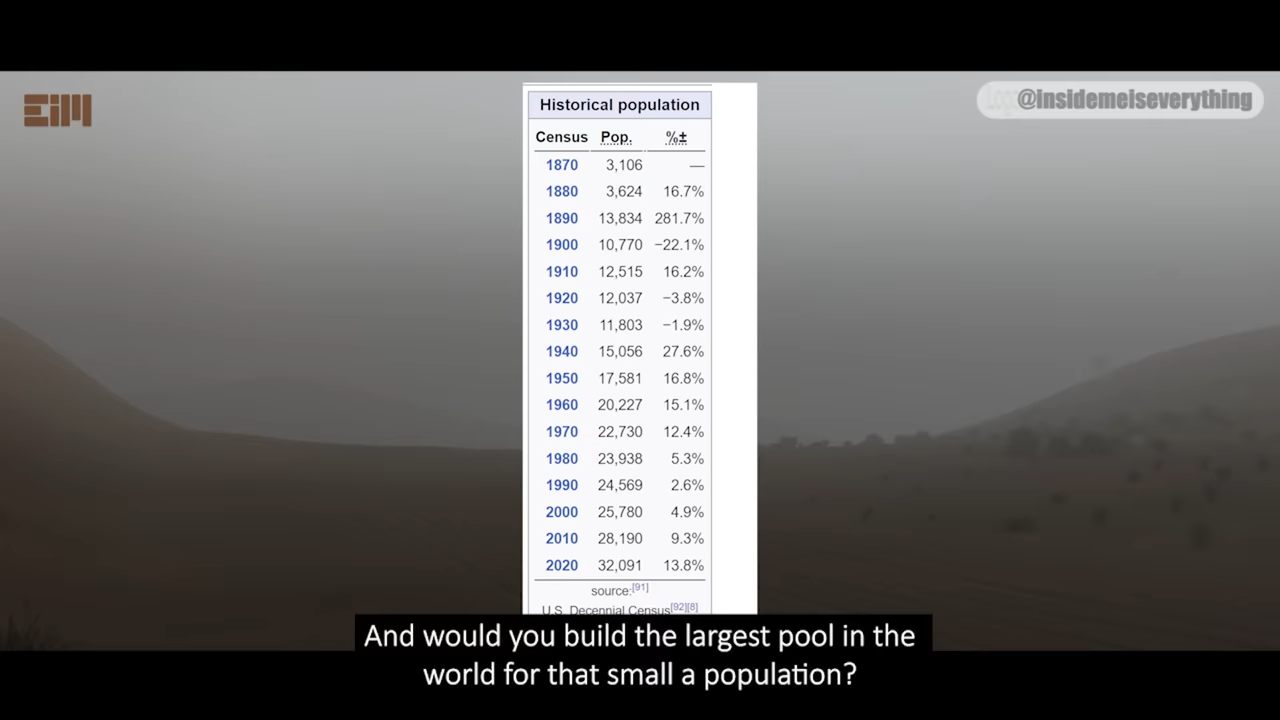 EIM
@insidemeiseverything
Historical population
Census Pop. %±
1870 3,106 —
1880 3,624 16.7%
1890 13,834 281.7%
1900 10,770 −22.1%
1910 12,515 16.2%
1920 12,037 −3.8%
1930 11,803 −1.9%
1940 15,056 27.6%
1950 17,581 16.8%
1960 20,227 15.1%
1970 22,730 12.4%
1980 23,938 5.3%
1990 24,569 2.6%
2000 25,780 4.9%
2010 28,190 9.3%
2020 32,091 13.8%
source:[91]
U.S. Decennial Census[92][8]
And would you build the largest pool in the
world for that small a population?